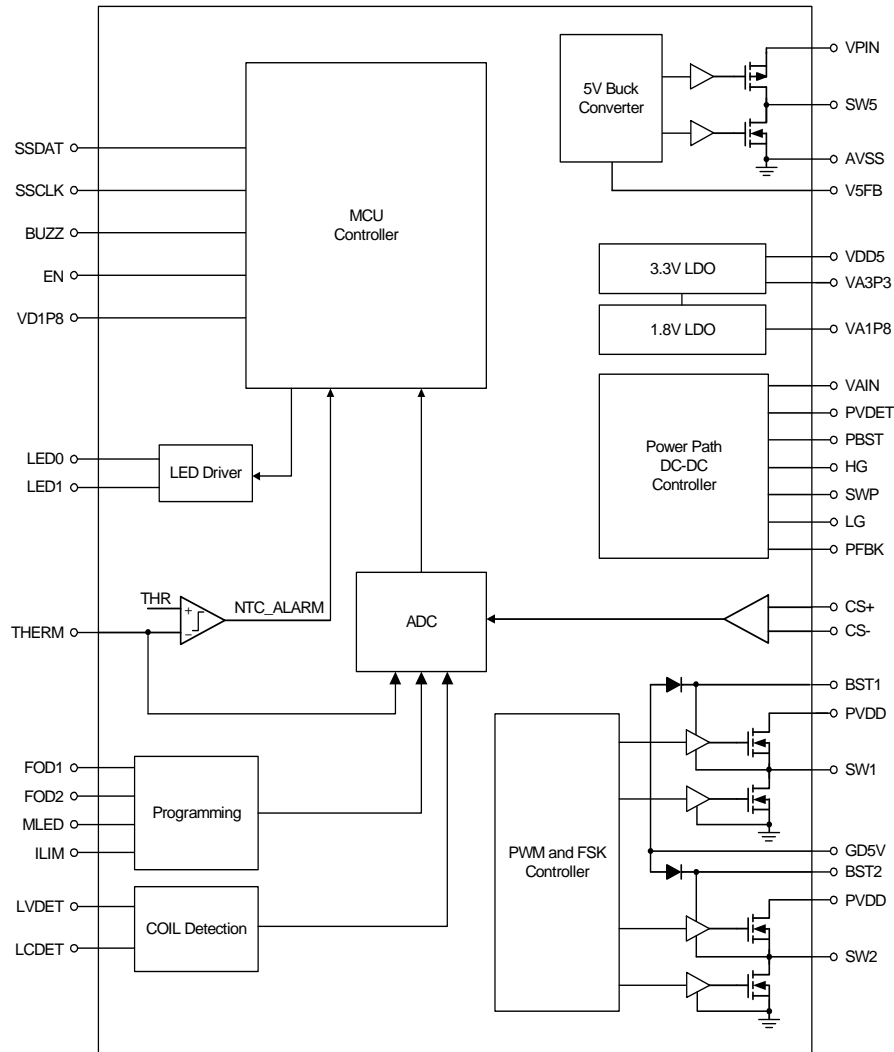 VPIN
5V Buck
Converter
SW5
AVSS
V5FB
SSDAT
SSCLK
BUZZ
EN
VD1P8
MCU
Controller
3.3V LDO
VDD5
VA3P3
1.8V LDO
VA1P8
Power Path
DC-DC
Controller
VAIN
PVDET
PBST
HG
SWP
LG
PFBK
LED0
LED1
LED Driver
THR
+
−
NTC_ALARM
THERM
ADC
CS+
CS-
FOD1
FOD2
MLED
ILIM
Programming
LVDET
LCDET
COIL Detection
PWM and FSK
Controller
BST1
PVDD
SW1
GD5V
BST2
PVDD
SW2